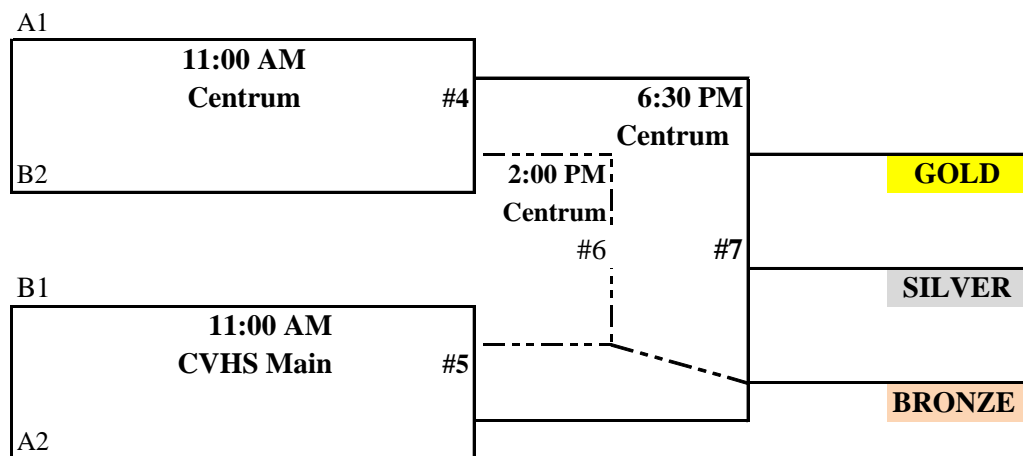 A1
11:00 AM
Centrum
#4
B2
6:30 PM
Centrum
2:00 PM
Centrum
#6
#7
GOLD
SILVER
BRONZE
B1
11:00 AM
CVHS Main
#5
A2